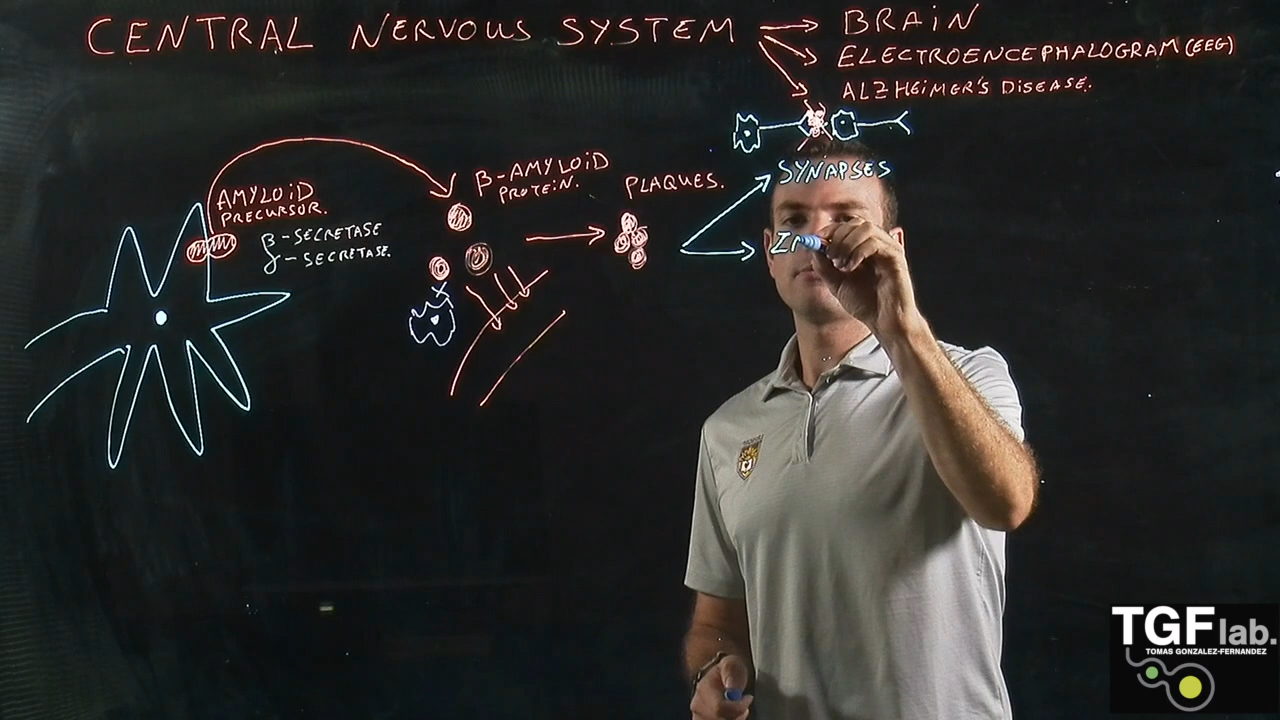 CENTRAL NERVOUS SYSTEM
BRAIN
ELECTROENCEPHALOGRAM (EEG)
ALZHEIMER'S DISEASE.
SYNAPSES
AMYLOID
PRECURSOR.
β-SECRETASE
γ-SECRETASE.
β-AMYLOID
PROTEIN.
PLAQUES.
TGF lab.
TOMAS GONZALEZ-FERNANDEZ